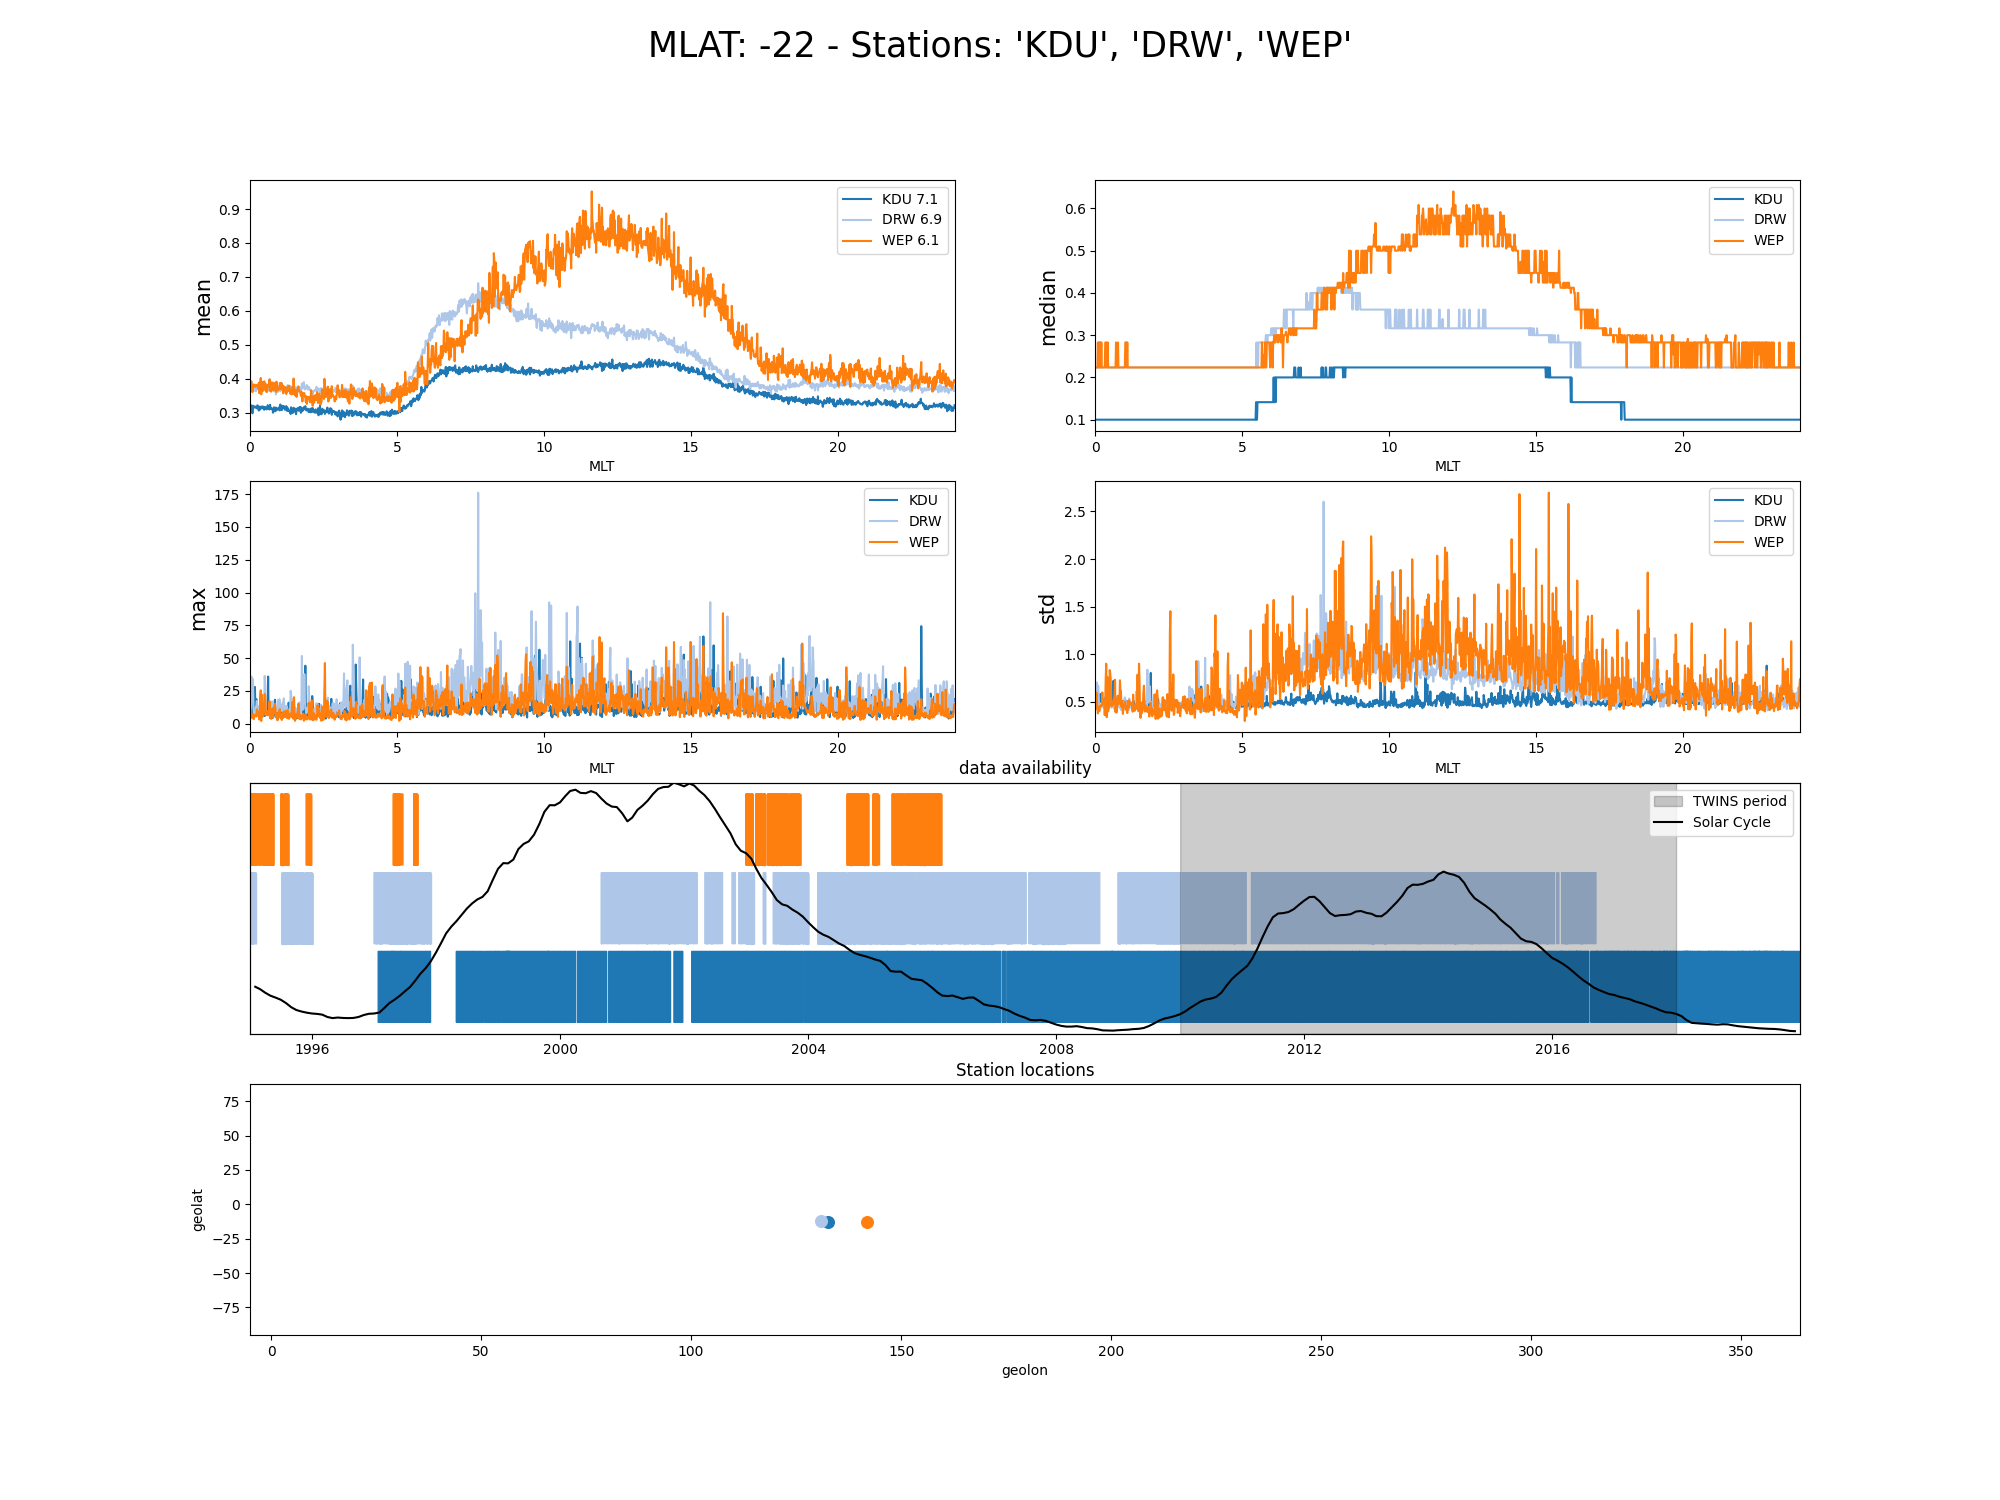 MLAT: -22 - Stations: 'KDU', 'DRW', 'WEP'
mean
0.9
0.8
0.7
0.6
0.5
0.4
0.3
KDU 7.1
DRW 6.9
WEP 6.1
0 5 10 15 20
MLT
median
0.6
0.5
0.4
0.3
0.2
0.1
KDU
DRW
WEP
0 5 10 15 20
MLT
max
175
150
125
100
75
50
25
0
KDU
DRW
WEP
0 5 10 15 20
MLT
std
2.5
2.0
1.5
1.0
0.5
KDU
DRW
WEP
0 5 10 15 20
MLT
data availability
TWINS period
Solar Cycle
1996 2000 2004 2008 2012 2016
Station locations
geolat
75
50
25
0
−25
−50
−75
0 50 100 150 200 250 300 350
geolon